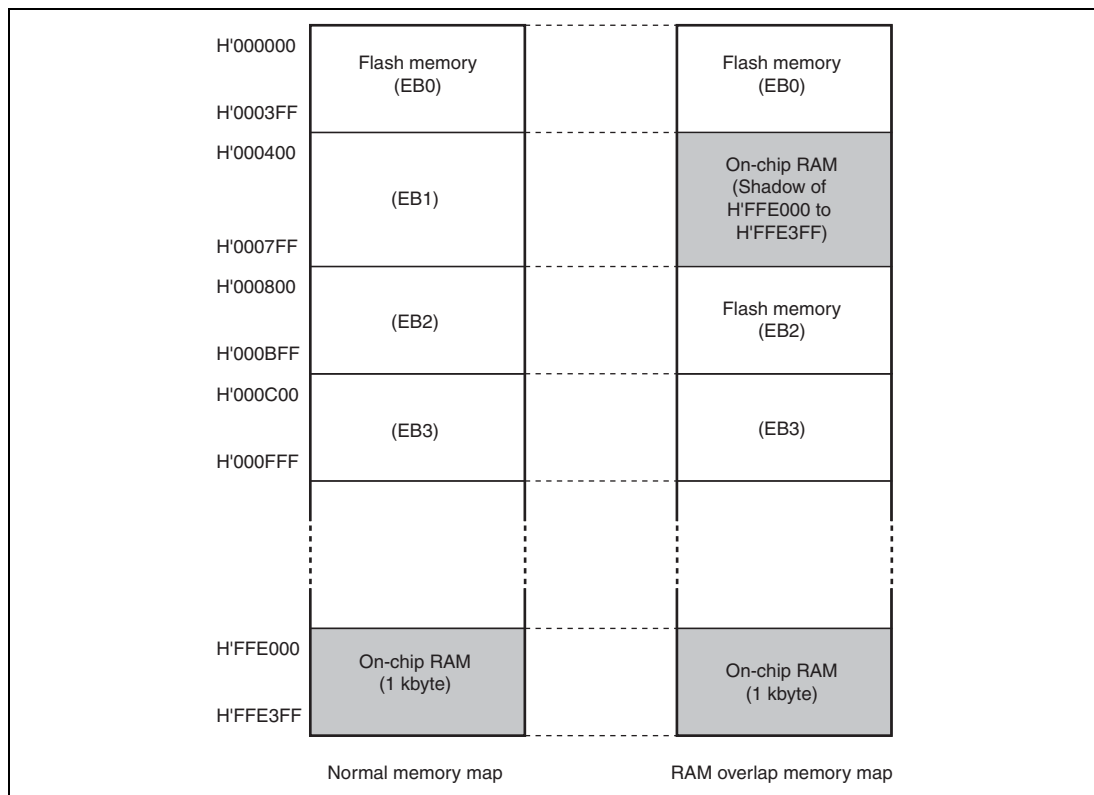 H'000000
H'0003FF
H'000400
H'0007FF
H'000800
H'000BFF
H'000C00
H'000FFF
H'FFE000
H'FFE3FF
Flash memory
(EB0)
(EB1)
(EB2)
(EB3)
On-chip RAM
(1 kbyte)
Normal memory map
Flash memory
(EB0)
On-chip RAM
(Shadow of
H'FFE000 to
H'FFE3FF)
Flash memory
(EB2)
(EB3)
On-chip RAM
(1 kbyte)
RAM overlap memory map